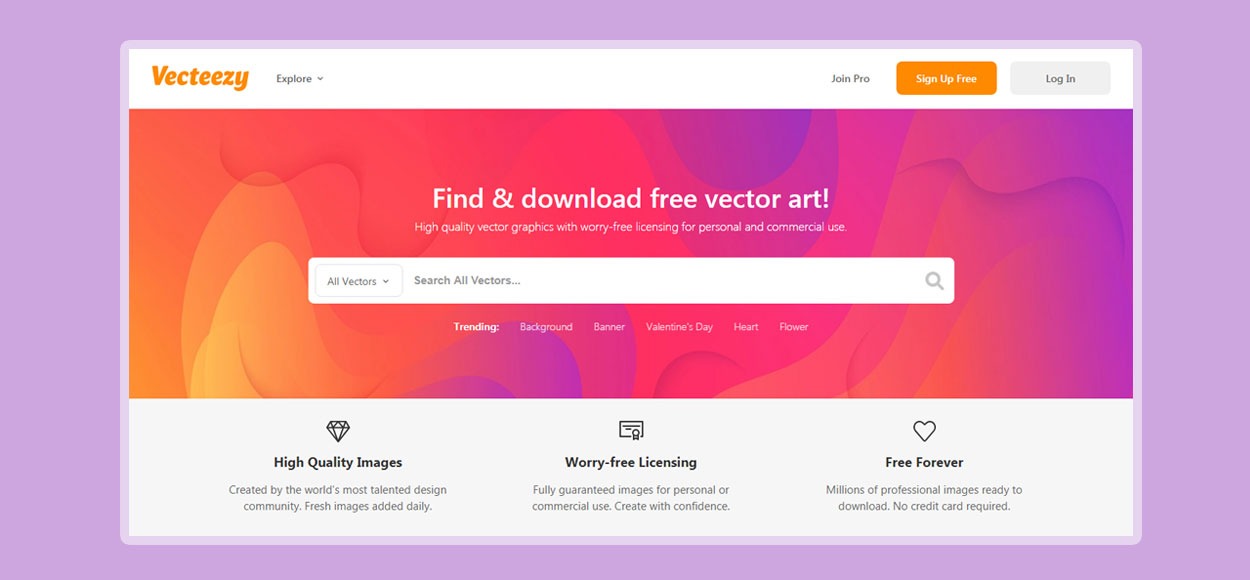 Vecteezy
Explore
Join Pro
Sign Up Free
Log In
Find & download free vector art!
High quality vector graphics with worry-free licensing for personal and commercial use.
All Vectors
Search All Vectors...
Trending: Background Banner Valentine's Day Heart Flower
High Quality Images
Created by the world's most talented design
community. Fresh images added daily.
Worry-free Licensing
Fully guaranteed images for personal or
commercial use. Create with confidence.
Free Forever
Millions of professional images ready to
download. No credit card required.